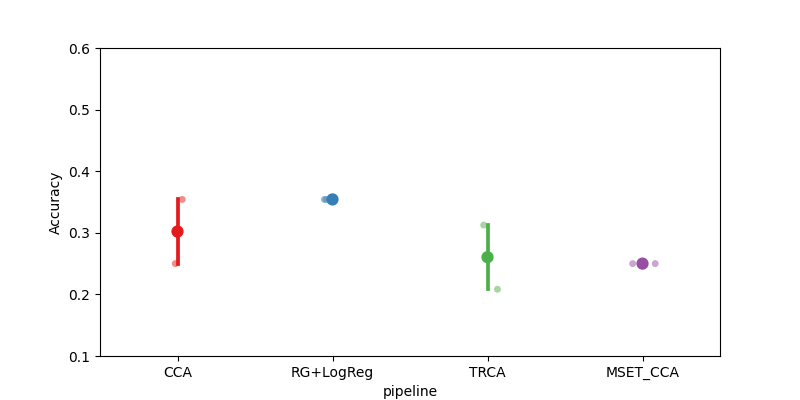 0.6
0.5
0.4
0.3
0.2
0.1
Accuracy
CCA
RG+LogReg
TRCA
MSET_CCA
pipeline